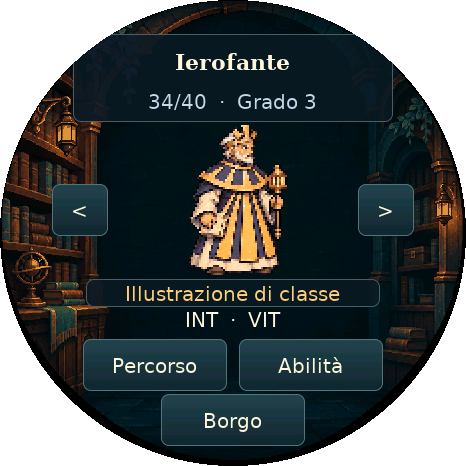 Ierofante
34/40 · Grado 3
< >
Illustrazione di classe
INT · VIT
Percorso Abilità
Borgo